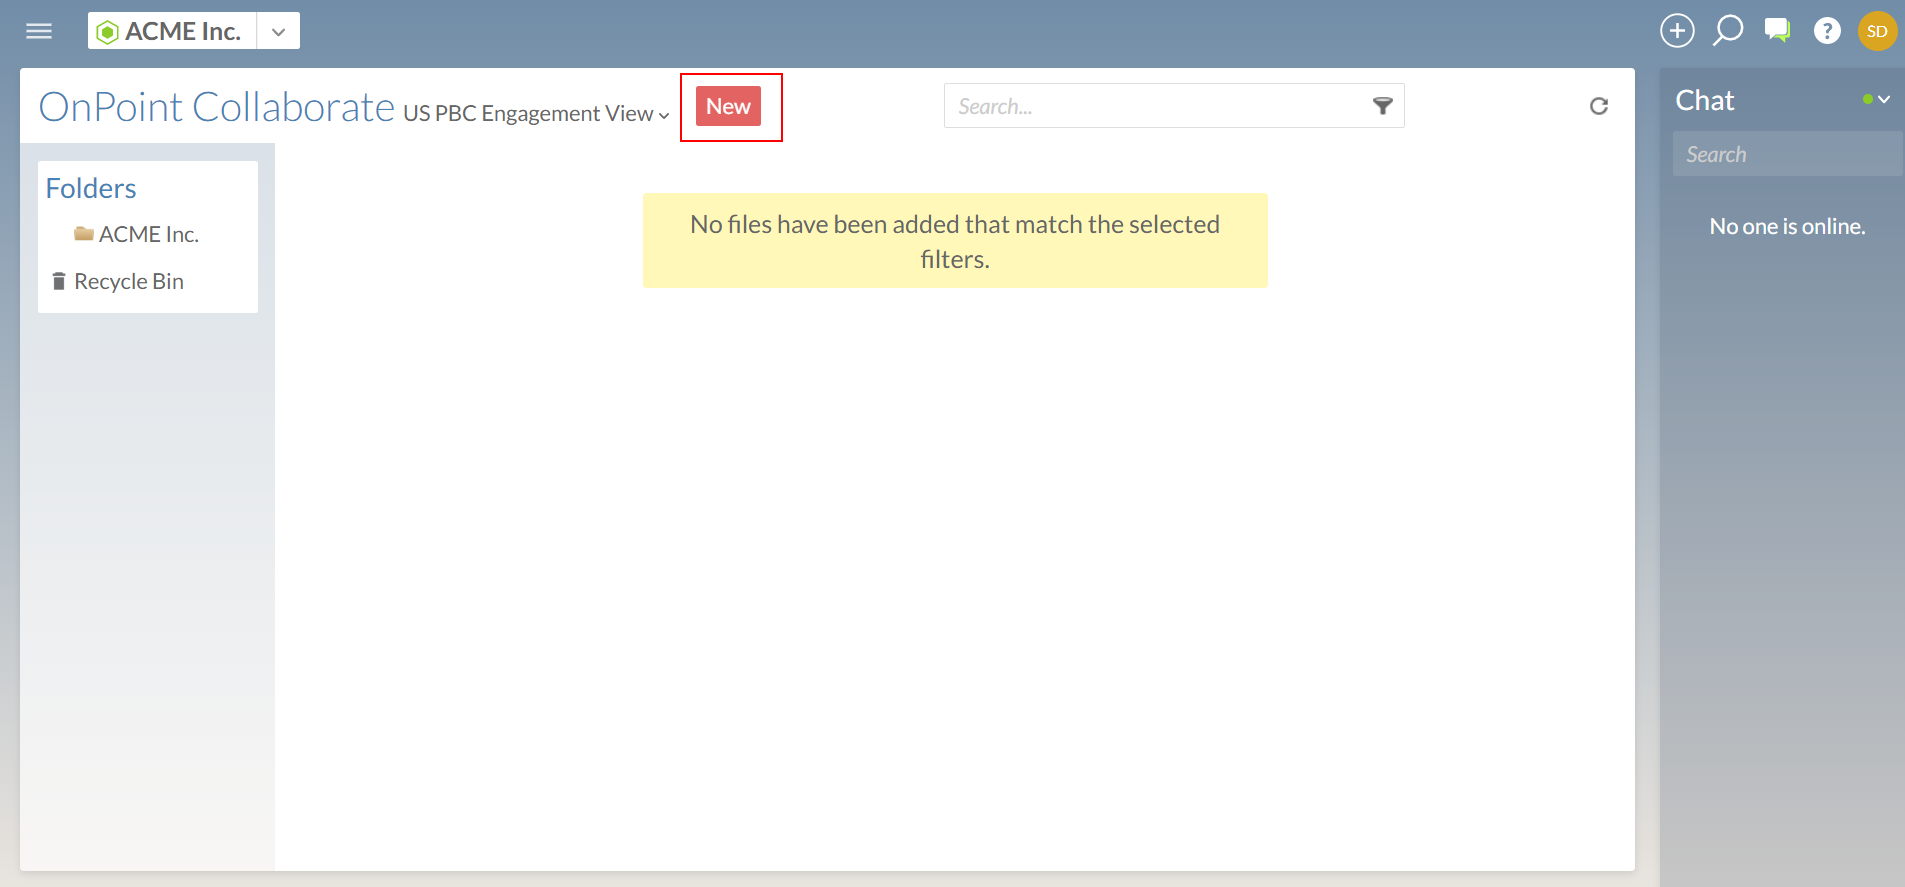 ACME Inc.
?
SD
OnPoint Collaborate US PBC Engagement View
New
Search...
Folders
ACME Inc.
Recycle Bin
No files have been added that match the selected
filters.
Chat
Search
No one is online.